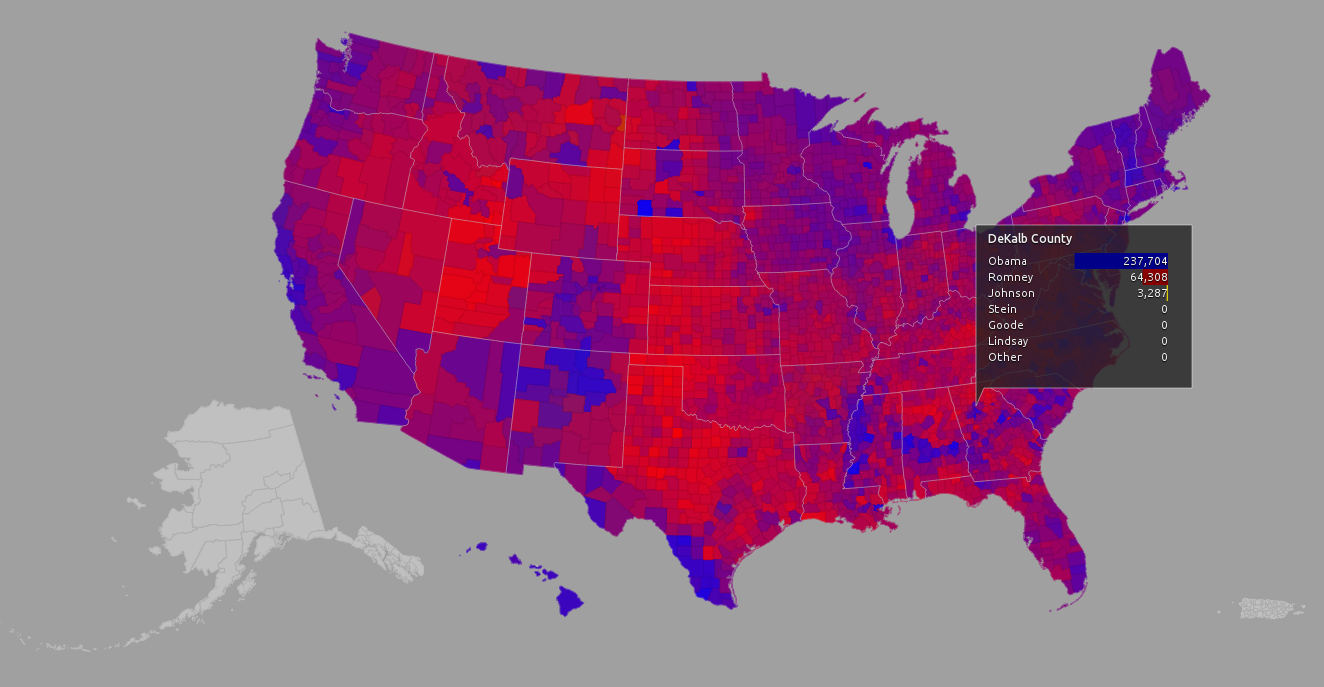 DeKalb County
Obama 237,704
Romney 64,308
Johnson 3,287
Stein 0
Goode 0
Lindsay 0
Other 0